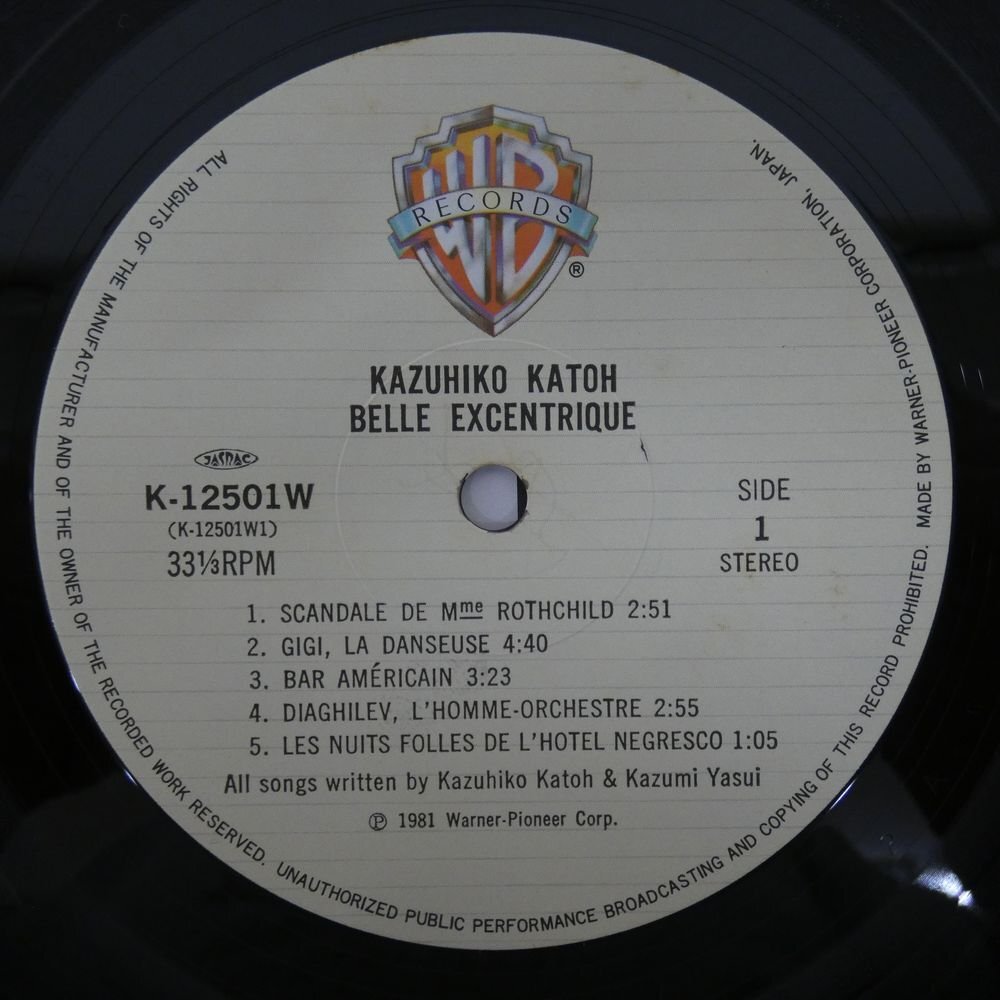 WB
RECORDS
®
KAZUHIKO KATOH
BELLE EXCENTRIQUE
JASRAC
K-12501W
(K-12501W1)
33⅓RPM
SIDE
1
STEREO
1. SCANDALE DE Mme ROTHCHILD 2:51
2. GIGI, LA DANSEUSE 4:40
3. BAR AMÉRICAIN 3:23
4. DIAGHILEV, L'HOMME-ORCHESTRE 2:55
5. LES NUITS FOLLES DE L'HOTEL NEGRESCO 1:05
All songs written by Kazuhiko Katoh & Kazumi Yasui
℗ 1981 Warner-Pioneer Corp.
ALL RIGHTS OF THE MANUFACTURER AND OF THE OWNER OF THE RECORDED WORK RESERVED. UNAUTHORIZED PUBLIC PERFORMANCE BROADCASTING AND COPYING OF THIS RECORD PROHIBITED. MADE BY WARNER-PIONEER CORPORATION, JAPAN.